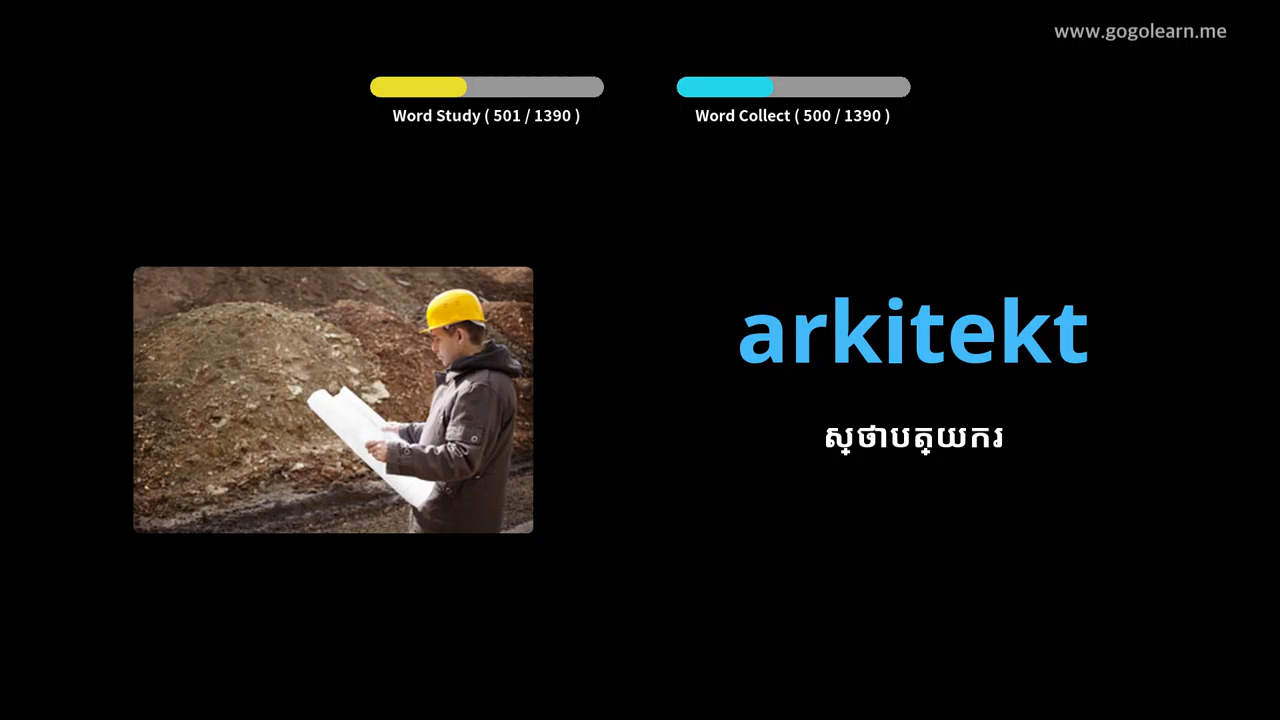 www.gogolearn.me
Word Study ( 501 / 1390 )
Word Collect ( 500 / 1390 )
arkitekt
ស្ថាបត្យករ